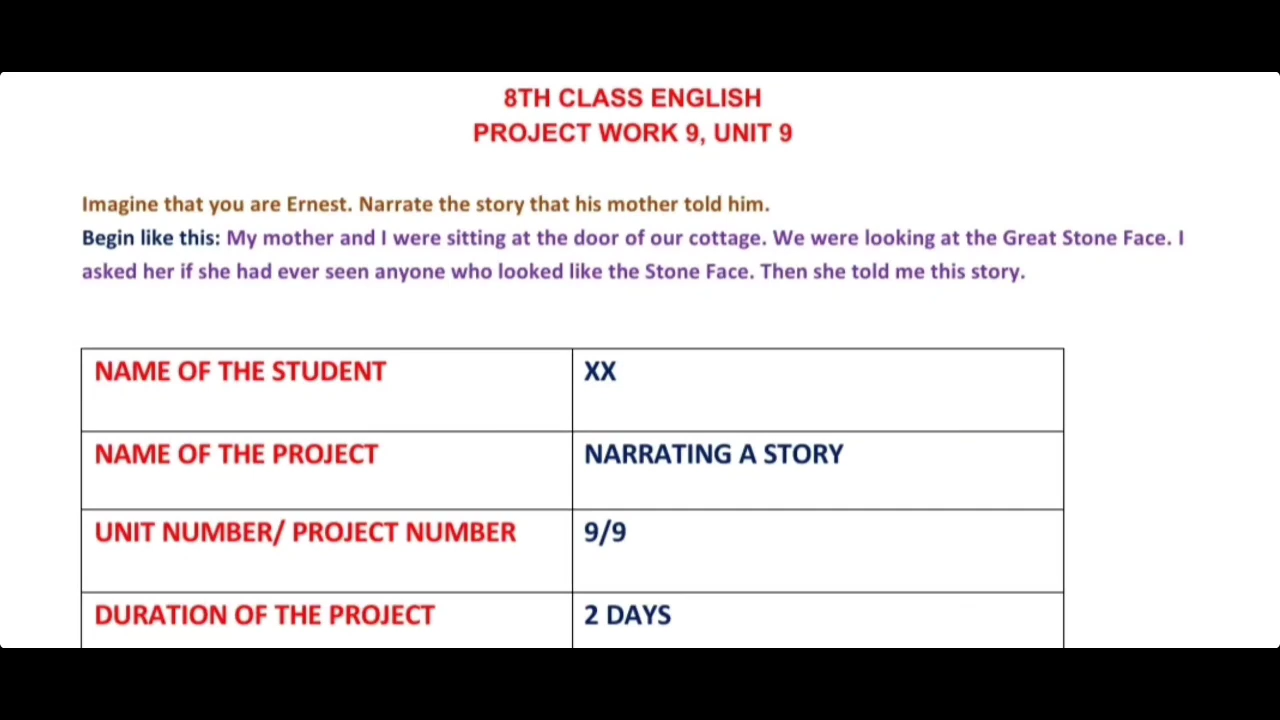 8TH CLASS ENGLISH
PROJECT WORK 9, UNIT 9
Imagine that you are Ernest. Narrate the story that his mother told him.
Begin like this: My mother and I were sitting at the door of our cottage. We were looking at the Great Stone Face. I
asked her if she had ever seen anyone who looked like the Stone Face. Then she told me this story.
NAME OF THE STUDENT XX
NAME OF THE PROJECT NARRATING A STORY
UNIT NUMBER/ PROJECT NUMBER 9/9
DURATION OF THE PROJECT 2 DAYS